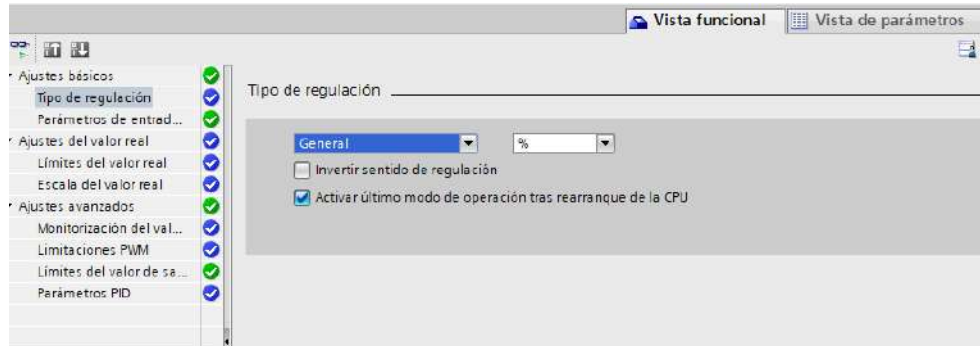 Vista funcional
Vista de parámetros
Ajustes básicos
Tipo de regulación
Parámetros de entrad...
Ajustes del valor real
Límites del valor real
Escala del valor real
Ajustes avanzados
Monitorización del val...
Limitaciones PWM
Límites del valor de sa...
Parámetros PID
Tipo de regulación
General
%
Invertir sentido de regulación
Activar último modo de operación tras rearranque de la CPU